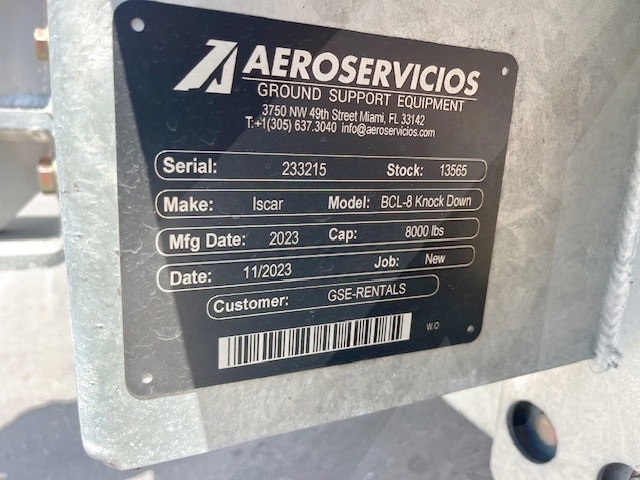 AEROSERVICIOS
GROUND SUPPORT EQUIPMENT
3750 NW 49th Street Miami, FL 33142
T:+1(305) 637.3040 info@aeroservicios.com
Serial: 233215 Stock: 13565
Make: Iscar Model: BCL-8 Knock Down
Mfg Date: 2023 Cap: 8000 lbs
Date: 11/2023 Job: New
Customer: GSE-RENTALS
W.O